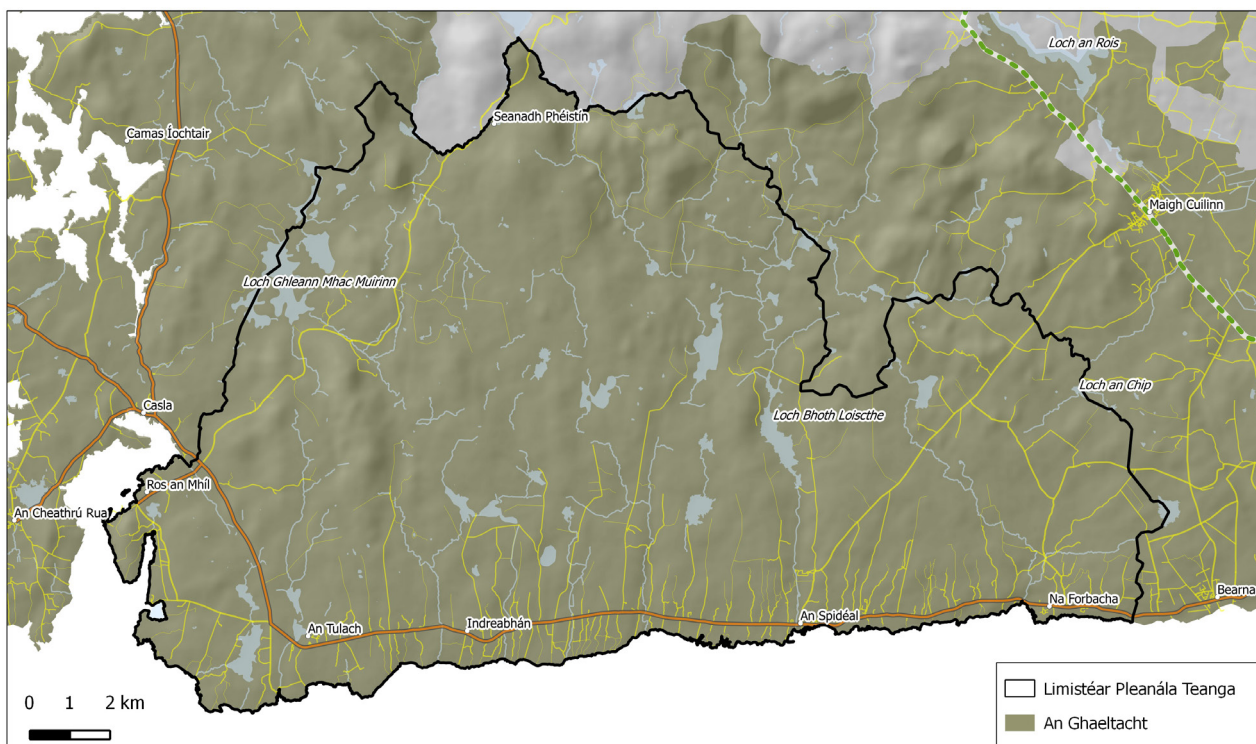 Loch an Rois
Seanadh Phéistín
Camas Íochtair
Maigh Cuilinn
Loch Ghleann Mhac Muirinn
Loch an Chip
Casla
Loch Bhoth Loiscthe
Ros an Mhíl
An Cheathrú Rua
Bearna
Na Forbacha
An Spidéal
Indreabhán
An Tulach
0 1 2 km
Limistéar Pleanála Teanga
An Ghaeltacht